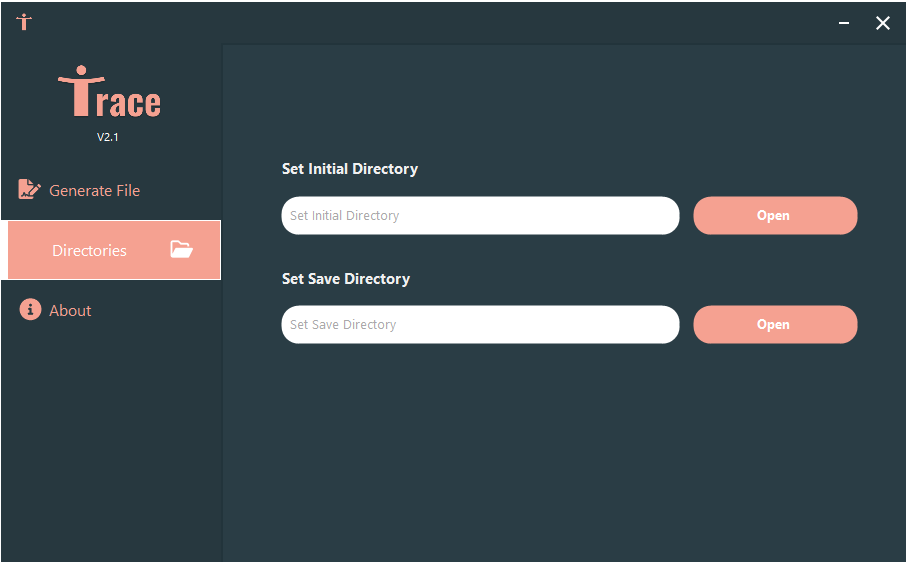 Trace
V2.1
Generate File
Directories
About
Set Initial Directory
Set Initial Directory
Open
Set Save Directory
Set Save Directory
Open